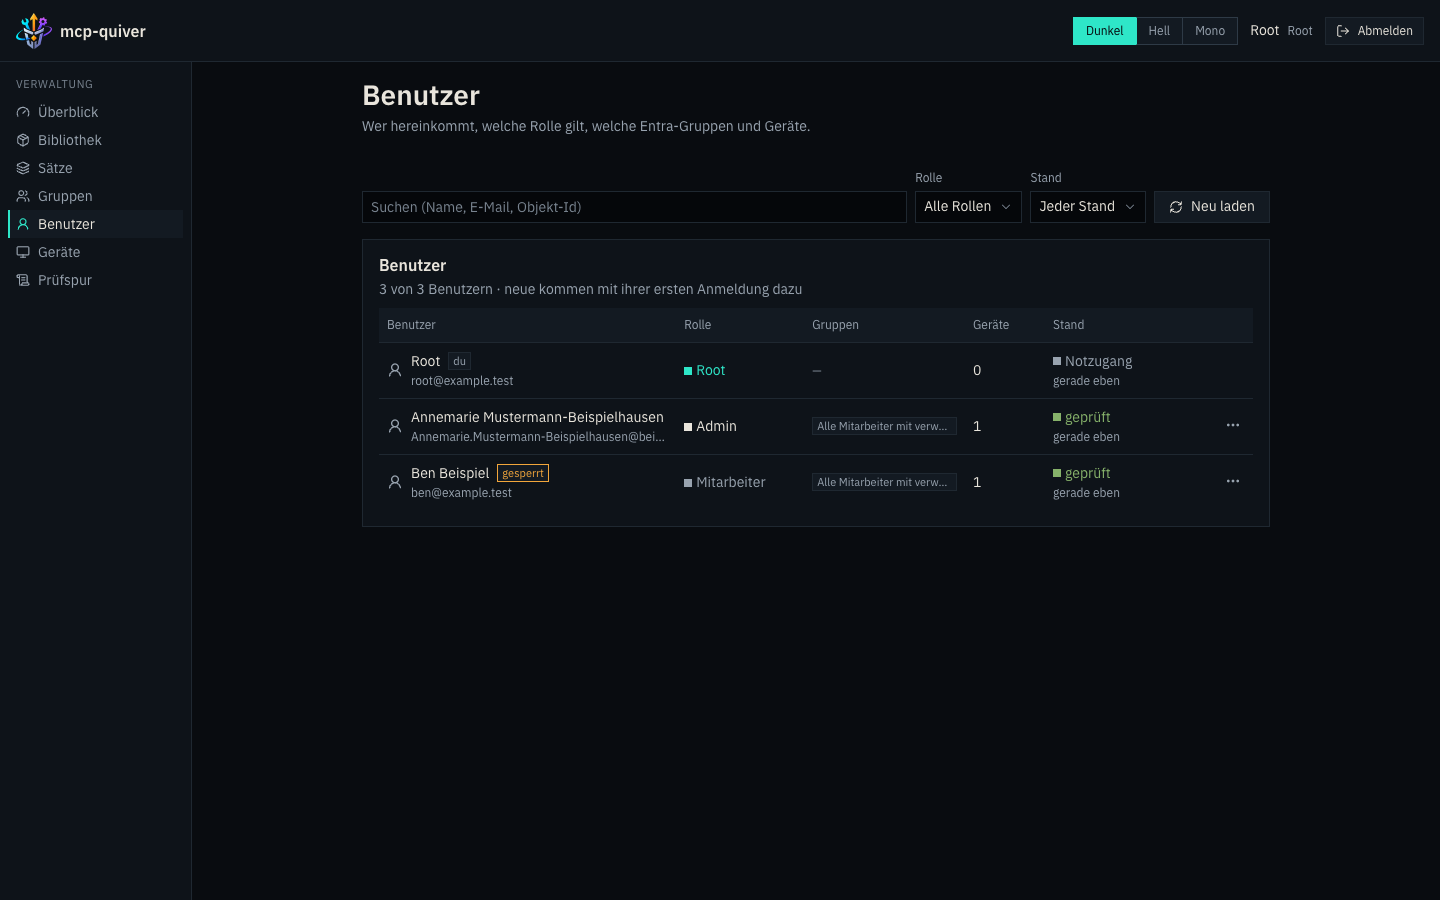 mcp-quiver
Dunkel Hell Mono Root Root Abmelden
VERWALTUNG
Überblick
Bibliothek
Sätze
Gruppen
Benutzer
Geräte
Prüfspur
Benutzer
Wer hereinkommt, welche Rolle gilt, welche Entra-Gruppen und Geräte.
Rolle Stand
Suchen (Name, E-Mail, Objekt-Id) Alle Rollen Jeder Stand Neu laden
Benutzer
3 von 3 Benutzern · neue kommen mit ihrer ersten Anmeldung dazu
Benutzer Rolle Gruppen Geräte Stand
Root du Root — 0 Notzugang
root@example.test gerade eben
Annemarie Mustermann-Beispielhausen Admin Alle Mitarbeiter mit verw... 1 geprüft ···
Annemarie.Mustermann-Beispielhausen@bei... gerade eben
Ben Beispiel gesperrt Mitarbeiter Alle Mitarbeiter mit verw... 1 geprüft ···
ben@example.test gerade eben